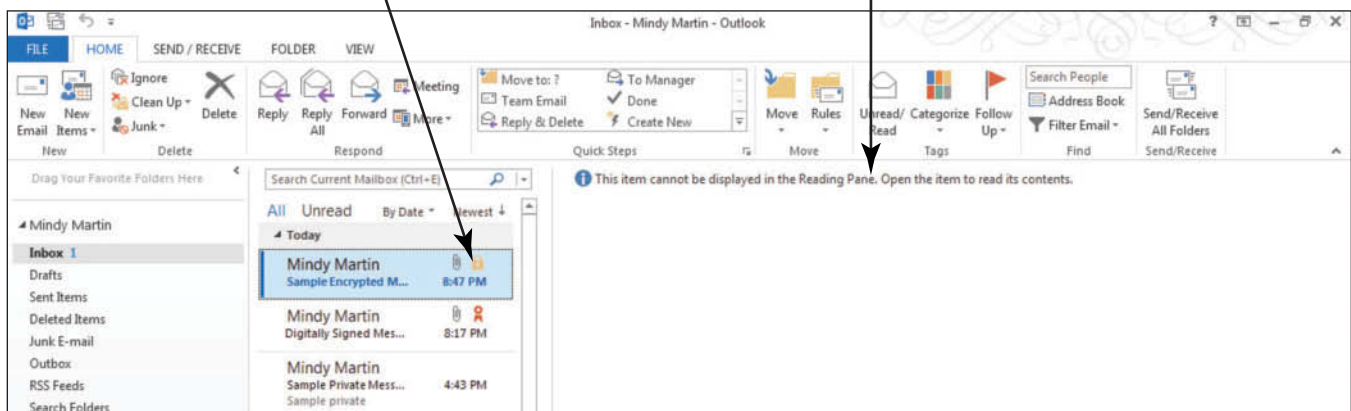 Inbox - Mindy Martin - Outlook
FILE HOME SEND / RECEIVE FOLDER VIEW
New Email
New Items
Ignore
Clean Up
Junk
Delete
Reply
Reply All
Forward
Meeting
More
Move to: ?
Team Email
Reply & Delete
To Manager
Done
Create New
Move
Rules
Unread/ Read
Categorize
Follow Up
Search People
Address Book
Filter Email
Send/Receive All Folders
New Delete Respond Quick Steps Move Tags Find Send/Receive
Drag Your Favorite Folders Here
Mindy Martin
Inbox 1
Drafts
Sent Items
Deleted Items
Junk E-mail
Outbox
RSS Feeds
Search Folders
Search Current Mailbox (Ctrl+E)
All Unread By Date Newest ↓
Today
Mindy Martin
Sample Encrypted M... 8:47 PM
Mindy Martin
Digitally Signed Mes... 8:17 PM
Mindy Martin
Sample Private Mess... 4:43 PM
Sample private
This item cannot be displayed in the Reading Pane. Open the item to read its contents.